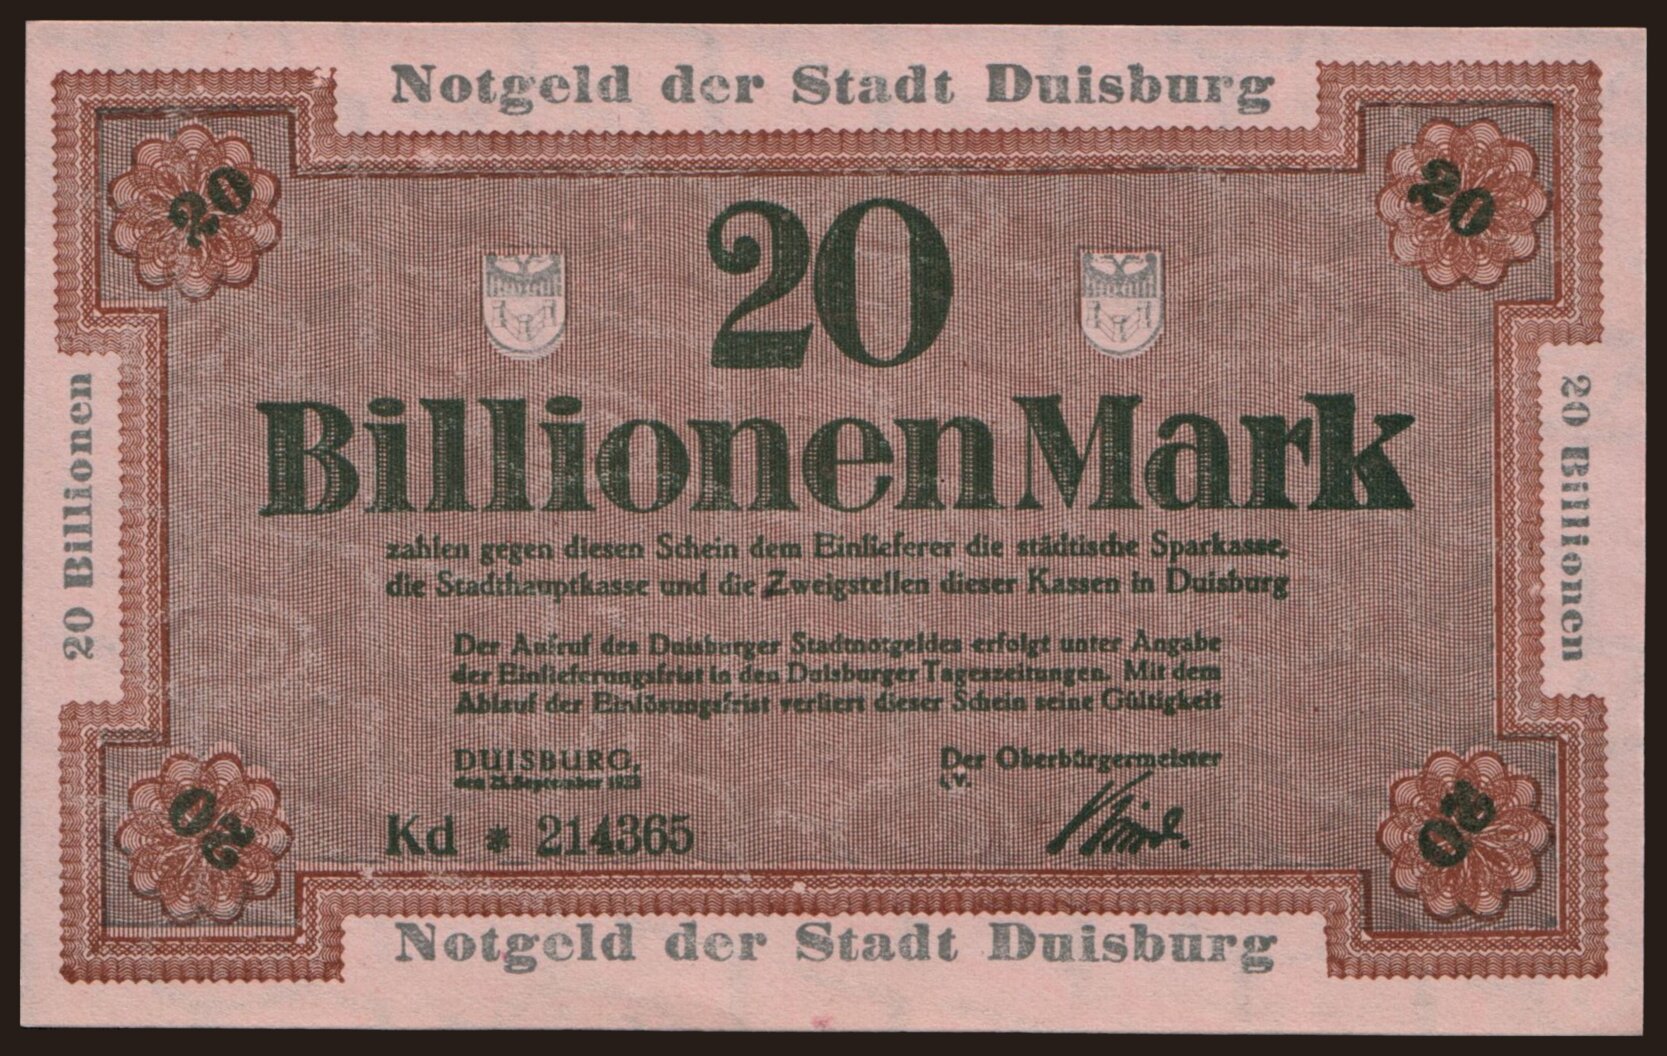 Notgeld der Stadt Duisburg
20
20
20
Billionen Mark
20 Billionen
20 Billionen
zahlen gegen diesen Schein dem Einlieferer die städtische Sparkasse,
die Stadthauptkasse und die Zweigstellen dieser Kassen in Duisburg
Der Aufruf des Duisburger Stadtnotgeldes erfolgt unter Angabe
der Einlieferungsfrist in den Duisburger Tageszeitungen. Mit dem
Ablauf der Einlösungsfrist verliert dieser Schein seine Gültigkeit
DUISBURG,
Der Oberbürgermeister
den September 1923
I.V.
Kd * 214365
20
20
Notgeld der Stadt Duisburg